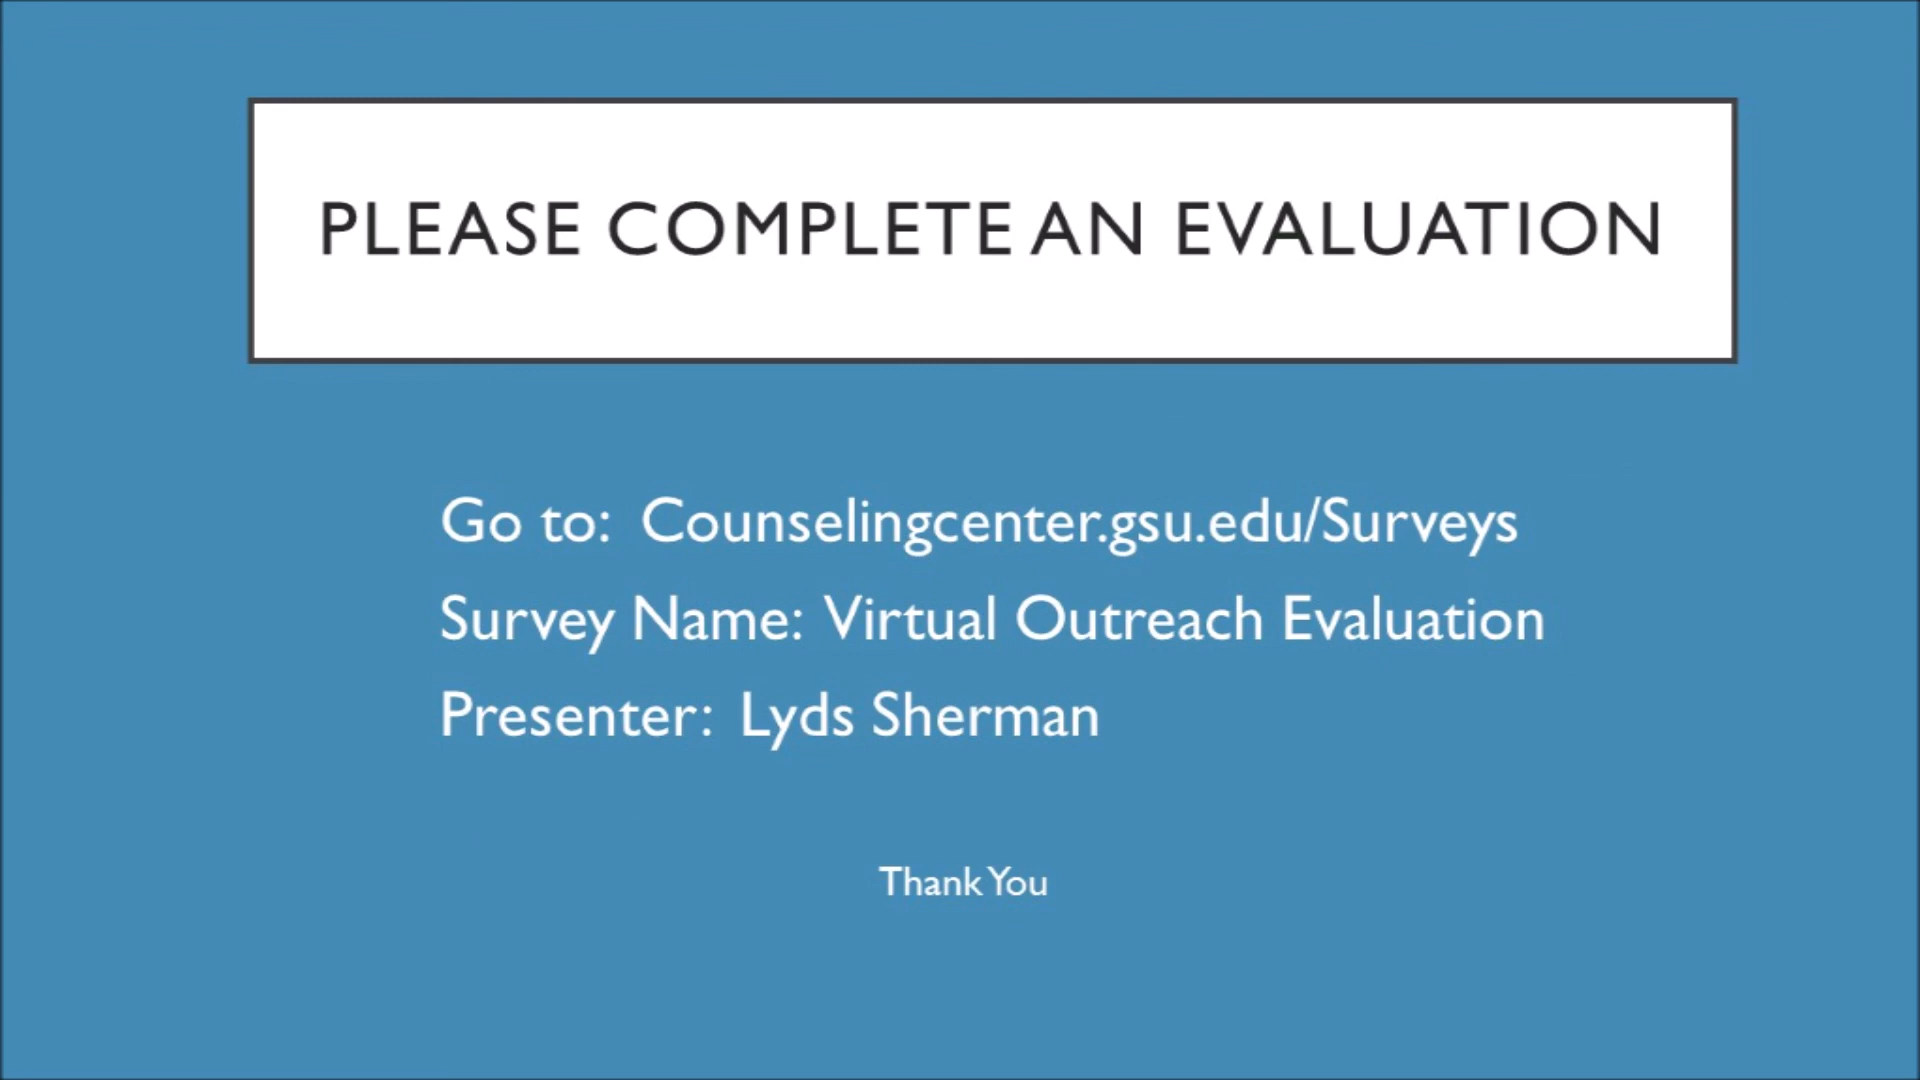 PLEASE COMPLETE AN EVALUATION
Go to: Counselingcenter.gsu.edu/Surveys
Survey Name: Virtual Outreach Evaluation
Presenter: Lyds Sherman
Thank You